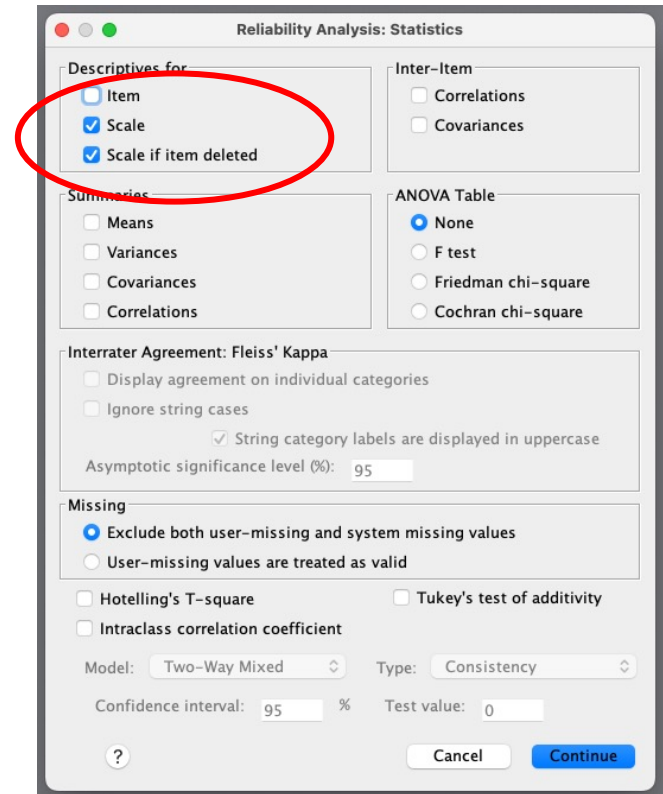 Reliability Analysis: Statistics
Descriptives for
Item
Scale
Scale if item deleted
Inter-Item
Correlations
Covariances
Summaries
Means
Variances
Covariances
Correlations
ANOVA Table
None
F test
Friedman chi-square
Cochran chi-square
Interrater Agreement: Fleiss' Kappa
Display agreement on individual categories
Ignore string cases
String category labels are displayed in uppercase
Asymptotic significance level (%): 95
Missing
Exclude both user-missing and system missing values
User-missing values are treated as valid
Hotelling's T-square
Tukey's test of additivity
Intraclass correlation coefficient
Model: Two-Way Mixed Type: Consistency
Confidence interval: 95 % Test value: 0
? Cancel Continue